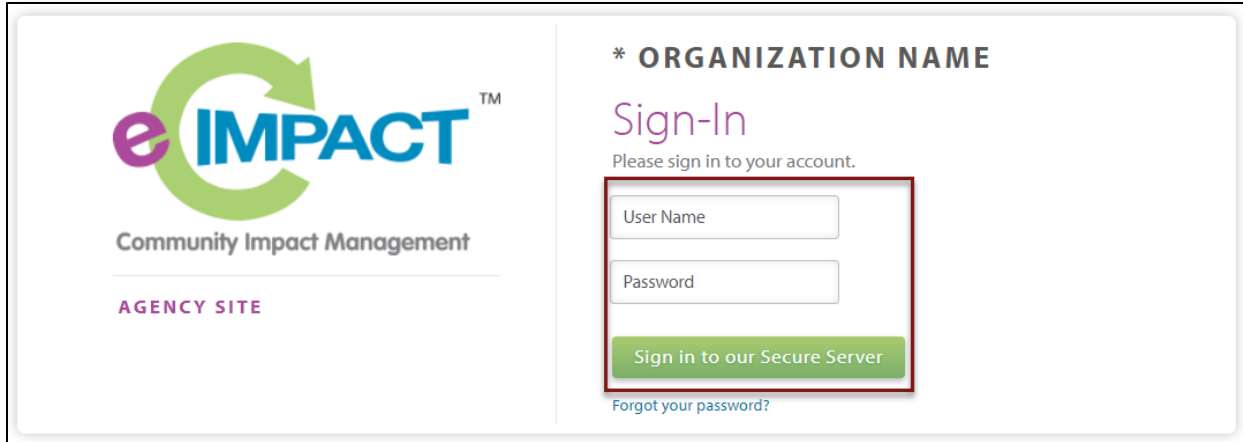 e IMPACT TM
Community Impact Management
AGENCY SITE
* ORGANIZATION NAME
Sign-In
Please sign in to your account.
User Name
Password
Sign in to our Secure Server
Forgot your password?